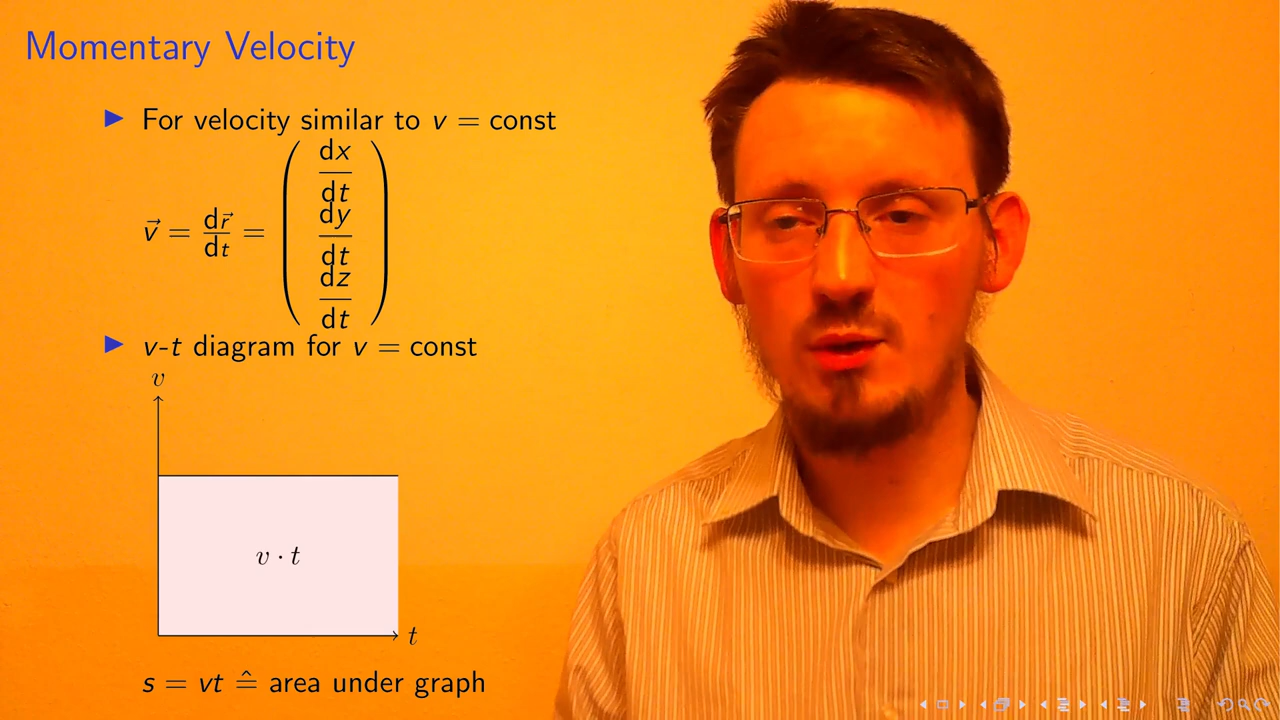 Momentary Velocity
▶ For velocity similar to v = const
v⃗ = dr⃗/dt = ( dx/dt dy/dt dz/dt )
▶ v-t diagram for v = const
v
v · t
t
s = vt ≙ area under graph